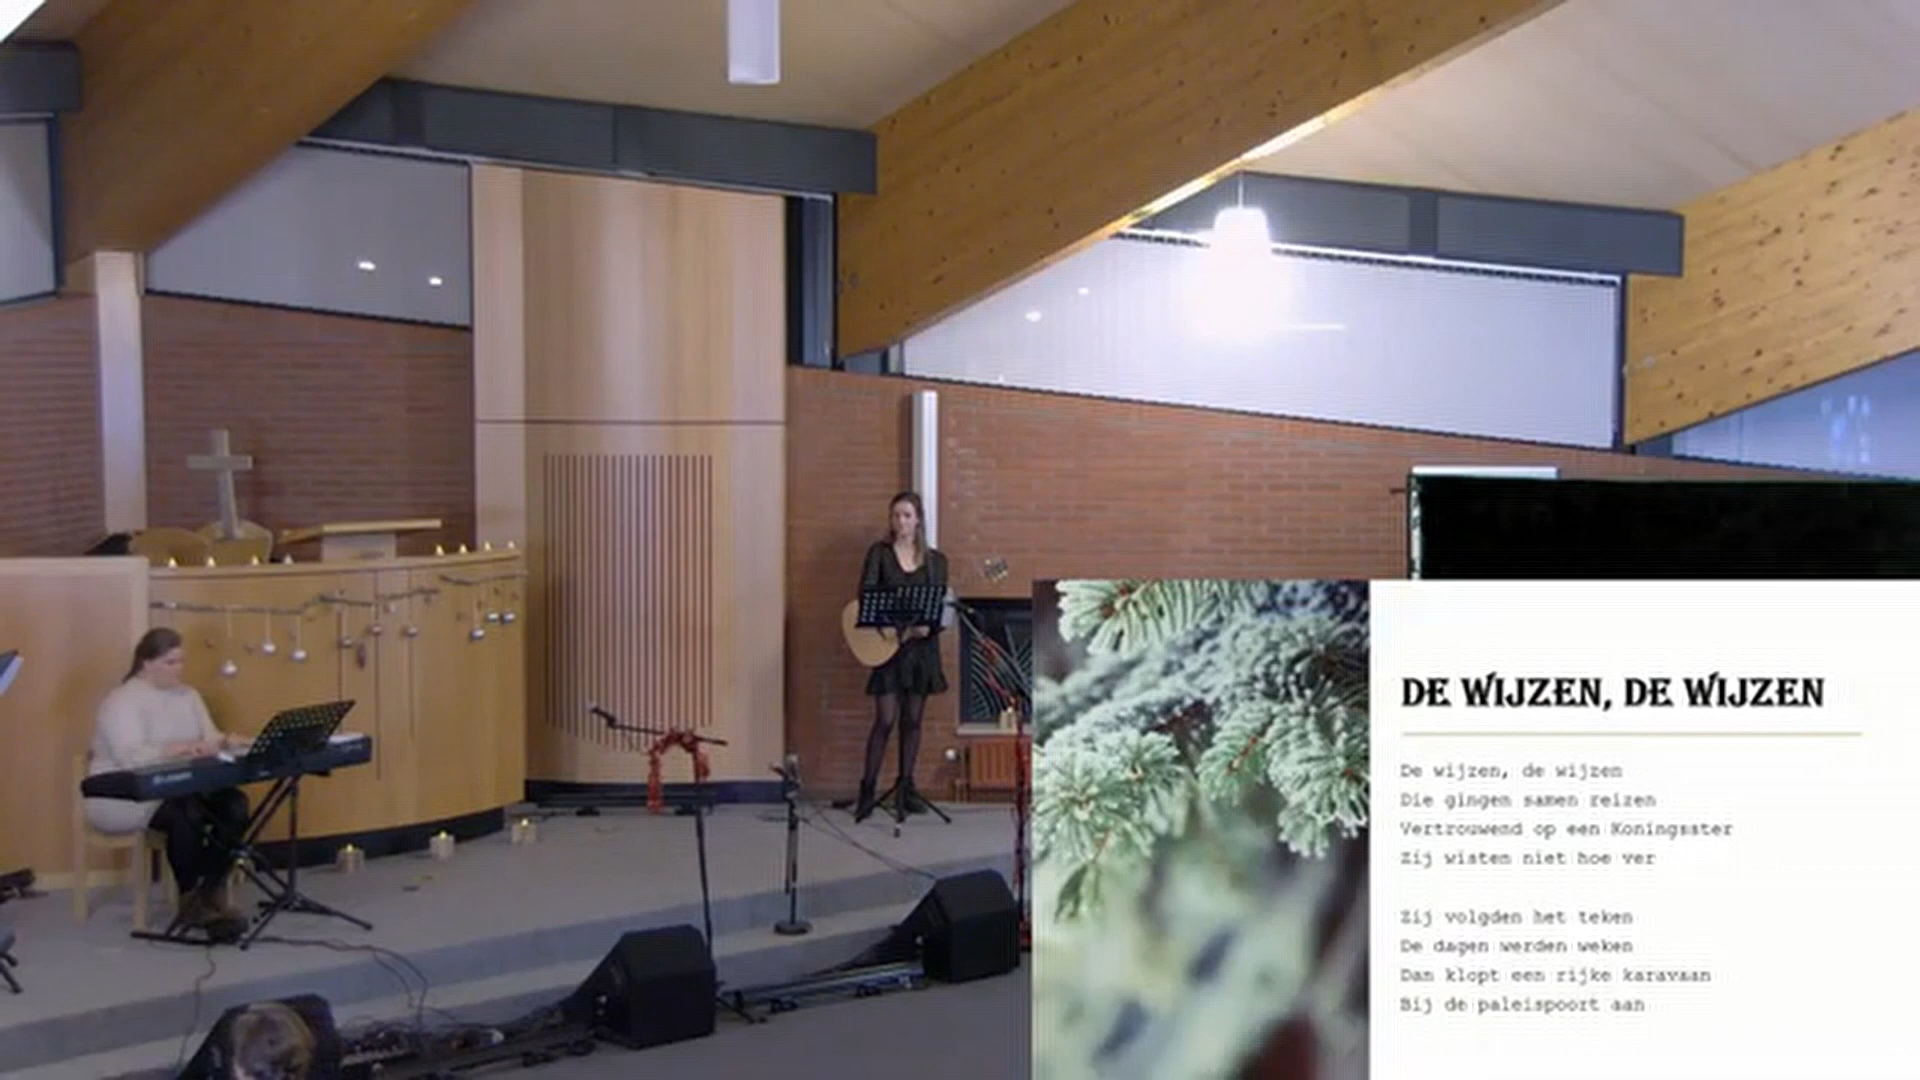 DE WIJZEN, DE WIJZEN
De wijzen, de wijzen
Die gingen samen reizen
Vertrouwend op een Koningsster
Zij wisten niet hoe ver
Zij volgden het teken
De dagen werden weken
Dan klopt een rijke karavaan
Bij de paleispoort aan